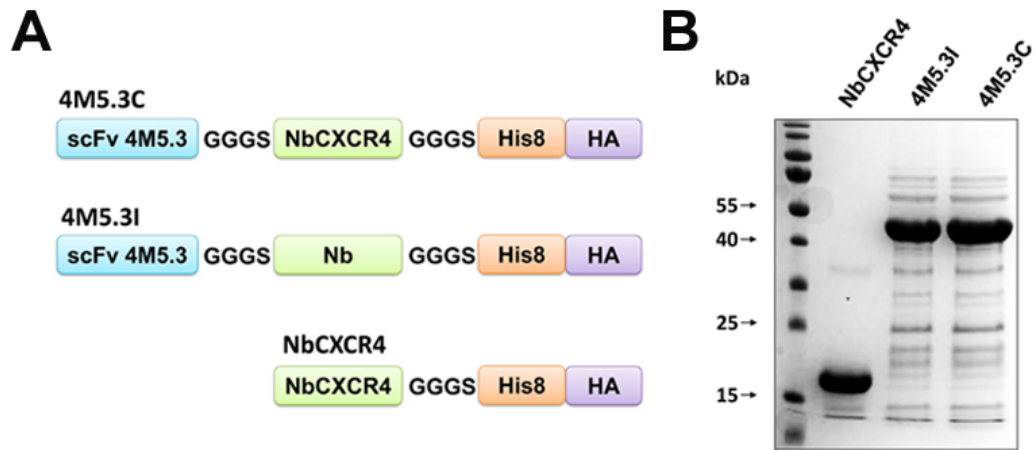 A
4M5.3C
scFv 4M5.3 GGGS NbCXCR4 GGGS His8 HA
4M5.3I
scFv 4M5.3 GGGS Nb GGGS His8 HA
NbCXCR4
NbCXCR4 GGGS His8 HA
B
kDa
NbCXCR4
4M5.3I
4M5.3C
55→
40→
25→
15→